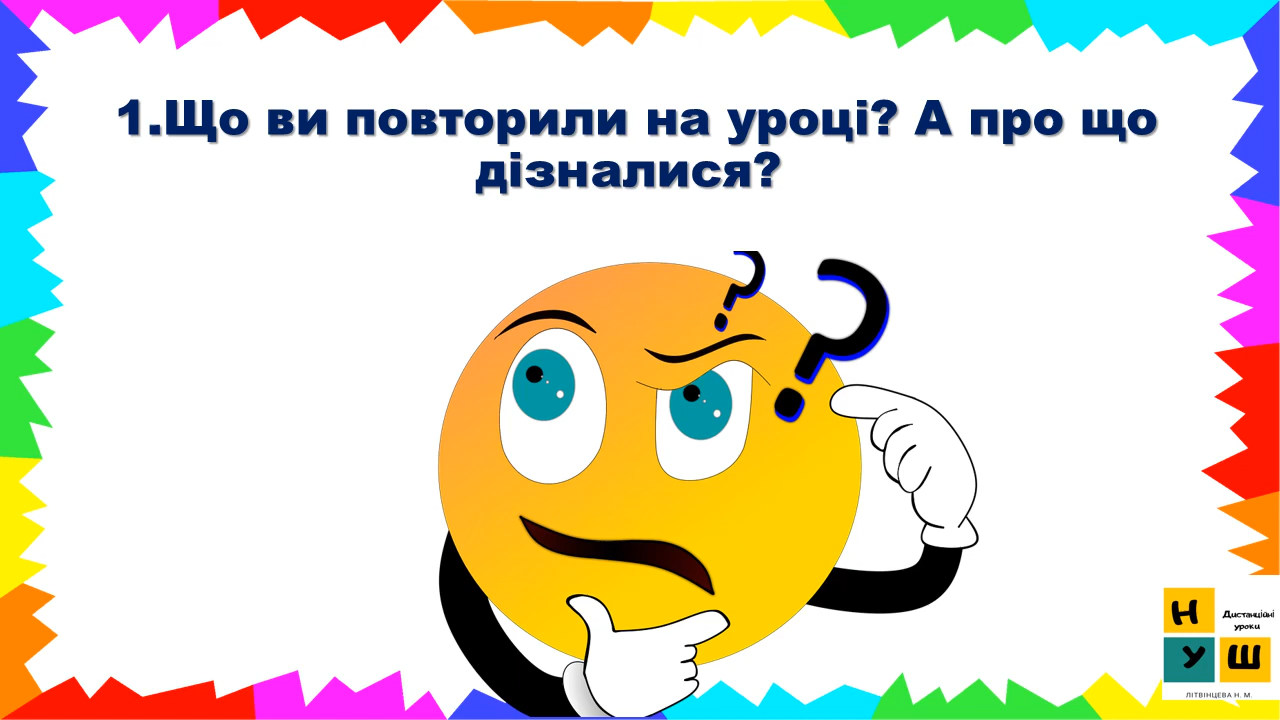 1.Що ви повторили на уроці? А про що
дізналися?
? ?
Н
Дистанційні
уроки
У Ш
ЛІТВІНЦЕВА Н. М.